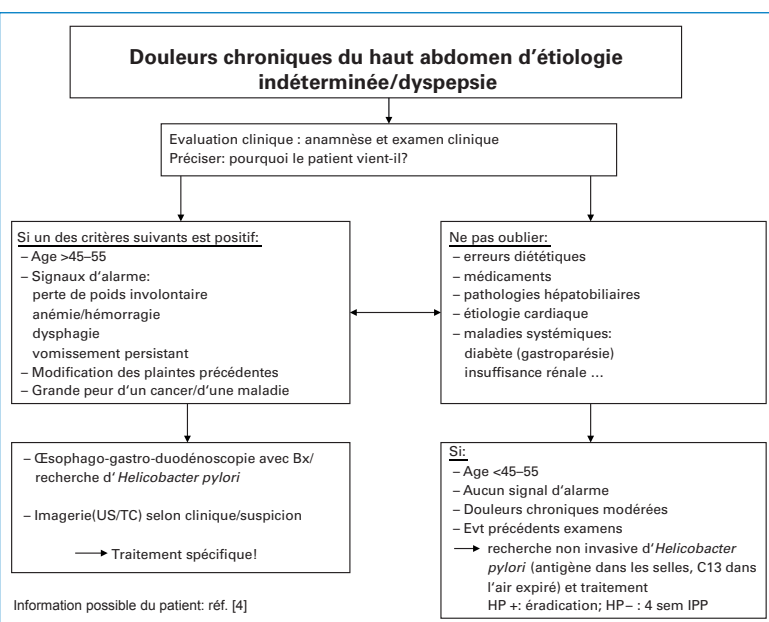 Douleurs chroniques du haut abdomen d'étiologie
indéterminée/dyspepsie
Evaluation clinique : anamnèse et examen clinique
Préciser: pourquoi le patient vient-il?
Si un des critères suivants est positif:
– Age >45–55
– Signaux d'alarme:
perte de poids involontaire
anémie/hémorragie
dysphagie
vomissement persistant
– Modification des plaintes précédentes
– Grande peur d'un cancer/d'une maladie
Ne pas oublier:
– erreurs diététiques
– médicaments
– pathologies hépatobiliaires
– étiologie cardiaque
– maladies systémiques:
diabète (gastroparésie)
insuffisance rénale ...
– Œsophago-gastro-duodénoscopie avec Bx/
recherche d'Helicobacter pylori
– Imagerie(US/TC) selon clinique/suspicion
Traitement spécifique!
Information possible du patient: réf. [4]
Si:
– Age <45–55
– Aucun signal d'alarme
– Douleurs chroniques modérées
– Evt précédents examens
recherche non invasive d'Helicobacter
pylori (antigène dans les selles, C13 dans
l'air expiré) et traitement
HP +: éradication; HP– : 4 sem IPP